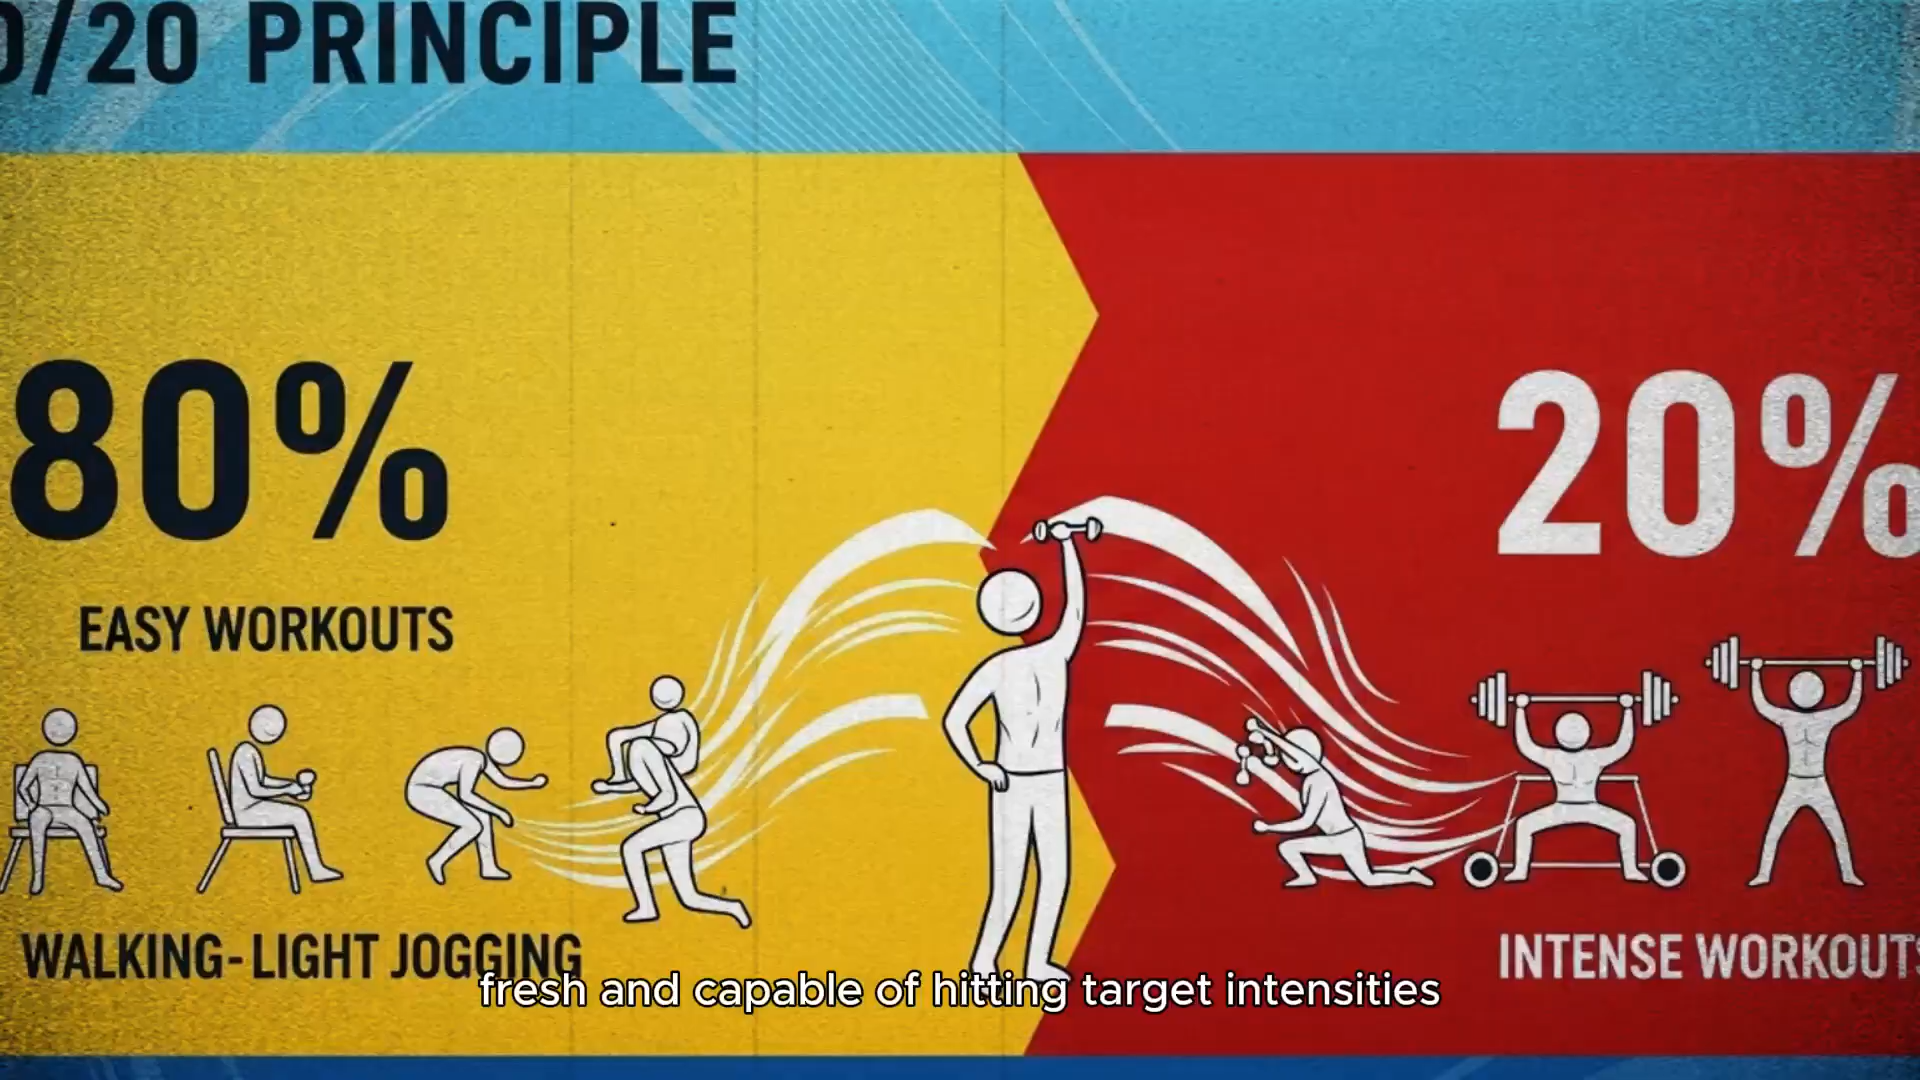 0/20 PRINCIPLE
80%
20%
EASY WORKOUTS
WALKING-LIGHT JOGGING
INTENSE WORKOUTS
fresh and capable of hitting target intensities